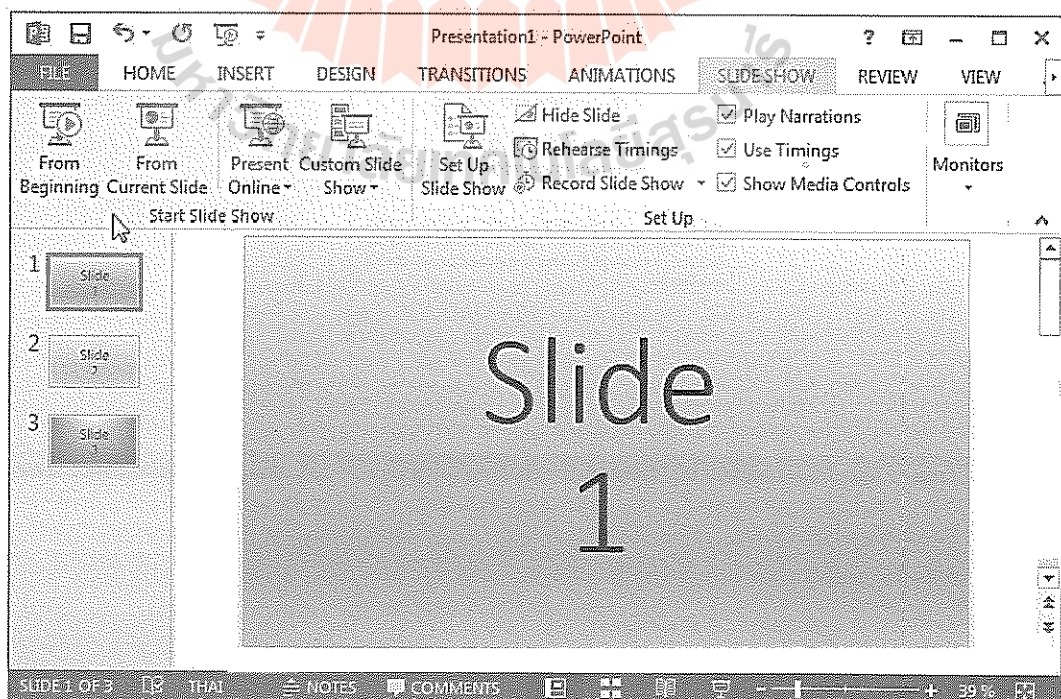 Presentation1 - PowerPoint
FILE HOME INSERT DESIGN TRANSITIONS ANIMATIONS SLIDE SHOW REVIEW VIEW
From Beginning
From Current Slide
Present Online
Custom Slide Show
Start Slide Show
Set Up Slide Show
Hide Slide
Rehearse Timings
Record Slide Show
Play Narrations
Use Timings
Show Media Controls
Set Up
Monitors
1
Slide
1
2
Slide
2
3
Slide
Slide
1
SLIDE 1 OF 3 THAI NOTES COMMENTS 39 %